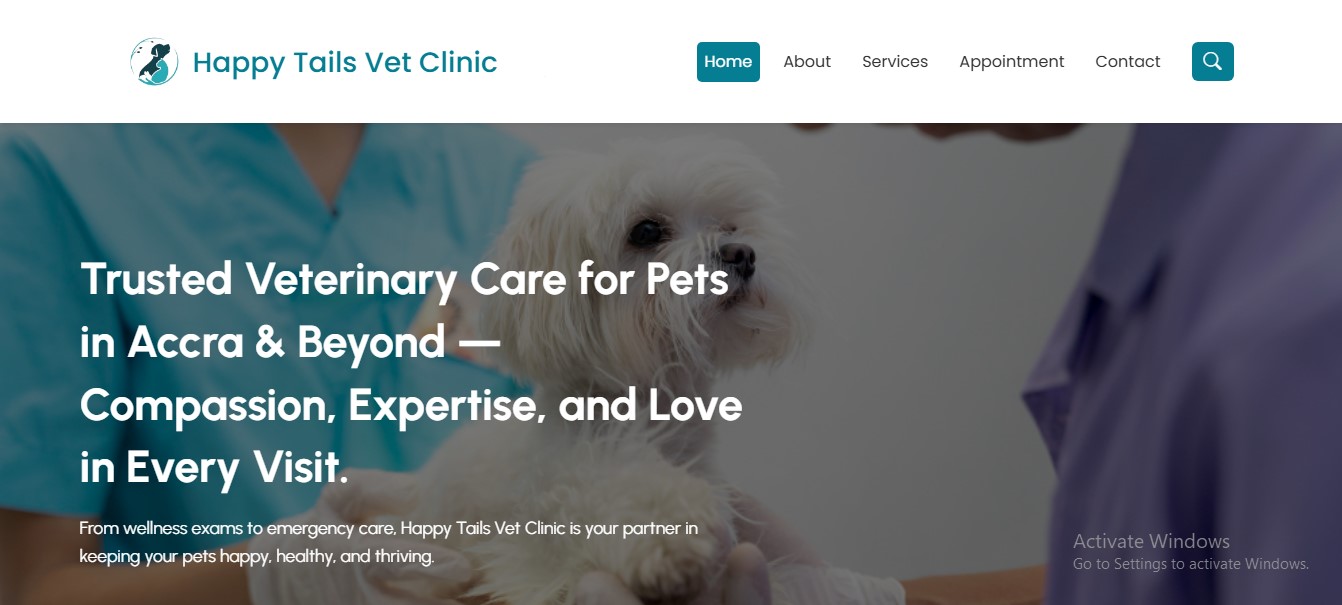 Happy Tails Vet Clinic
Home About Services Appointment Contact
Trusted Veterinary Care for Pets
in Accra & Beyond —
Compassion, Expertise, and Love
in Every Visit.
From wellness exams to emergency care, Happy Tails Vet Clinic is your partner in
keeping your pets happy, healthy, and thriving.
Activate Windows
Go to Settings to activate Windows.